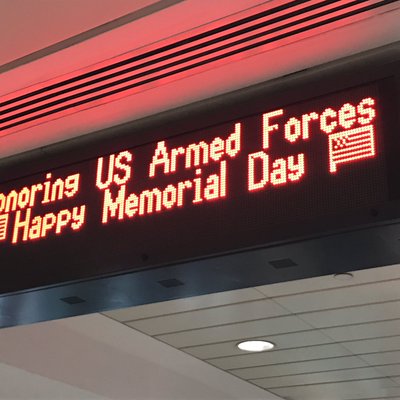 onoring US Armed Forces
Happy Memorial Day